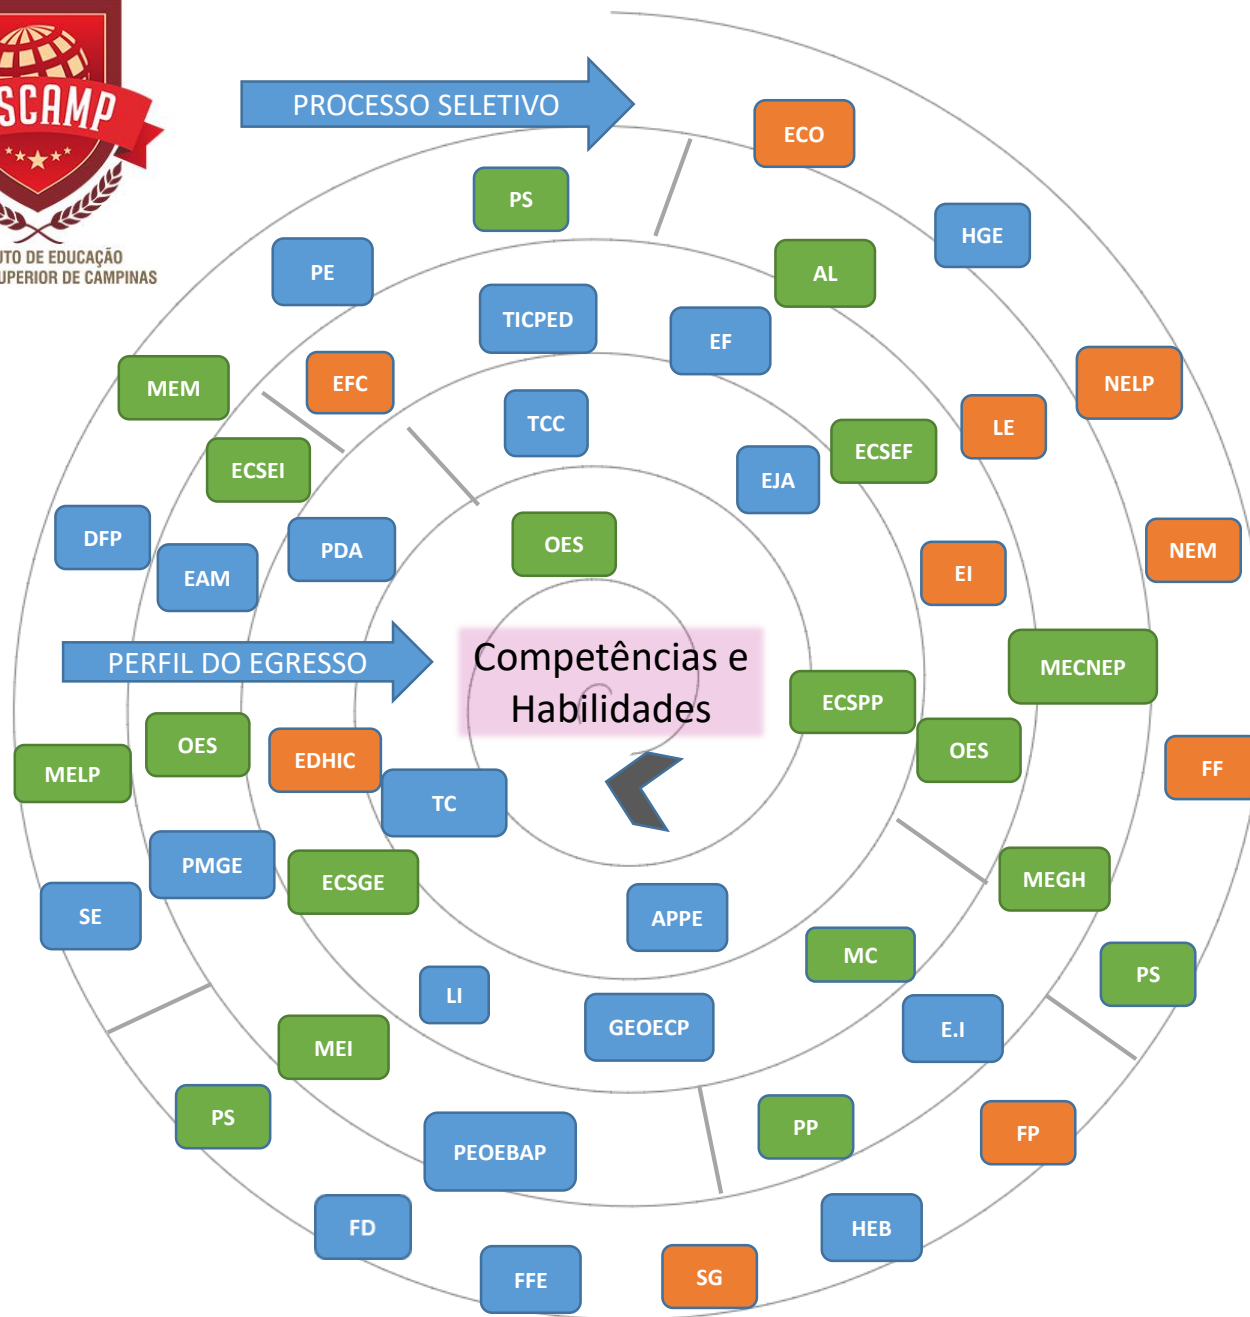 SCAMP
UTO DE EDUCAÇÃO
UPERIOR DE CAMPINAS
PROCESSO SELETIVO
ECO
PS
HGE
PE
AL
TICPED
EF
NELP
MEM
EFC
TCC
LE
ECSEI
EJA
ECSEF
DFP
PDA
OES
NEM
EAM
EI
PERFIL DO EGRESSO
Competências e
Habilidades
MECNEP
ECSPP
OES
EDHIC
OES
MELP
TC
FF
PMGE
ECSGE
MEGH
SE
APPE
MC
PS
LI
GEOECP
E.I
MEI
PS
PEOEBAP
PP
FP
FD
HEB
FFE
SG